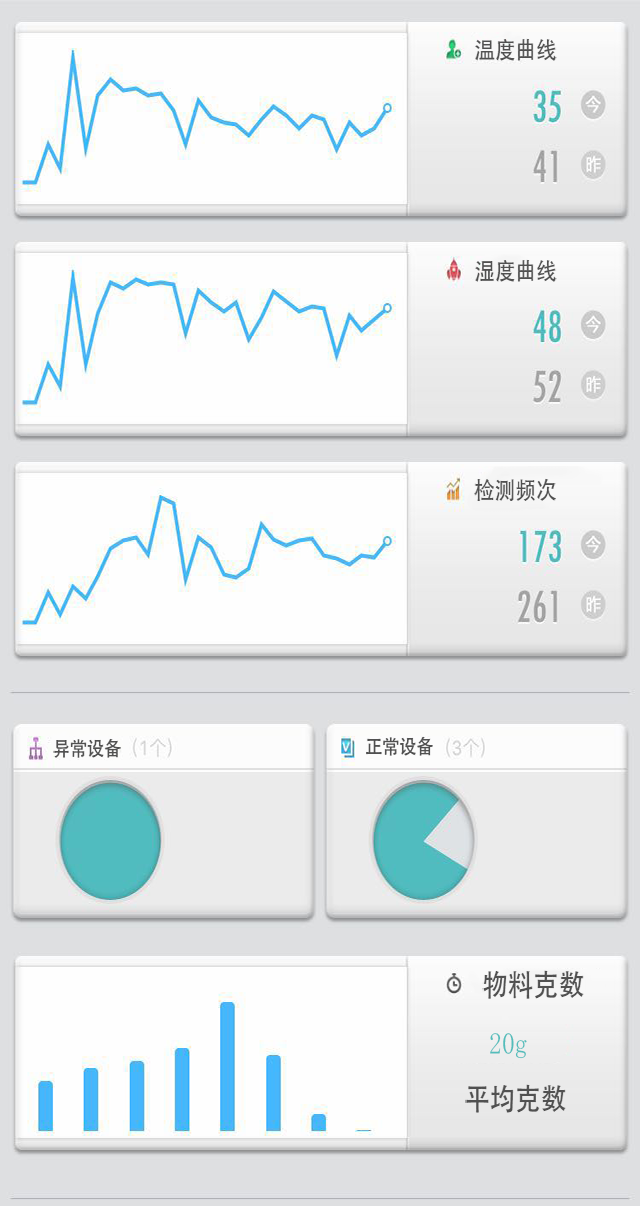 温度曲线
35 今
41 昨
湿度曲线
48 今
52 昨
检测频次
173 今
261 昨
异常设备（1个）
正常设备（3个）
物料克数
20g
平均克数